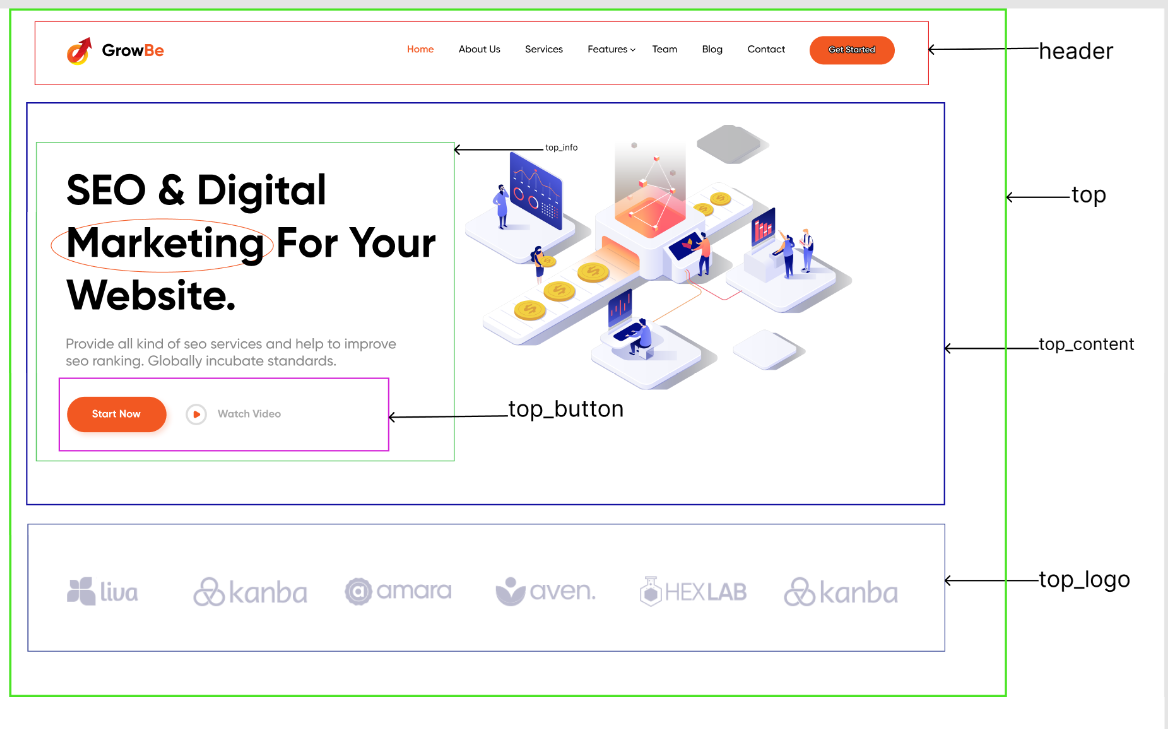 GrowBe
Home About Us Services Features Team Blog Contact Get Started
header
top_info
SEO & Digital
Marketing For Your
Website.
top
Provide all kind of seo services and help to improve
seo ranking. Globally incubate standards.
top_content
Start Now Watch Video
top_button
liva kanba amara aven. HEXLAB kanba
top_logo